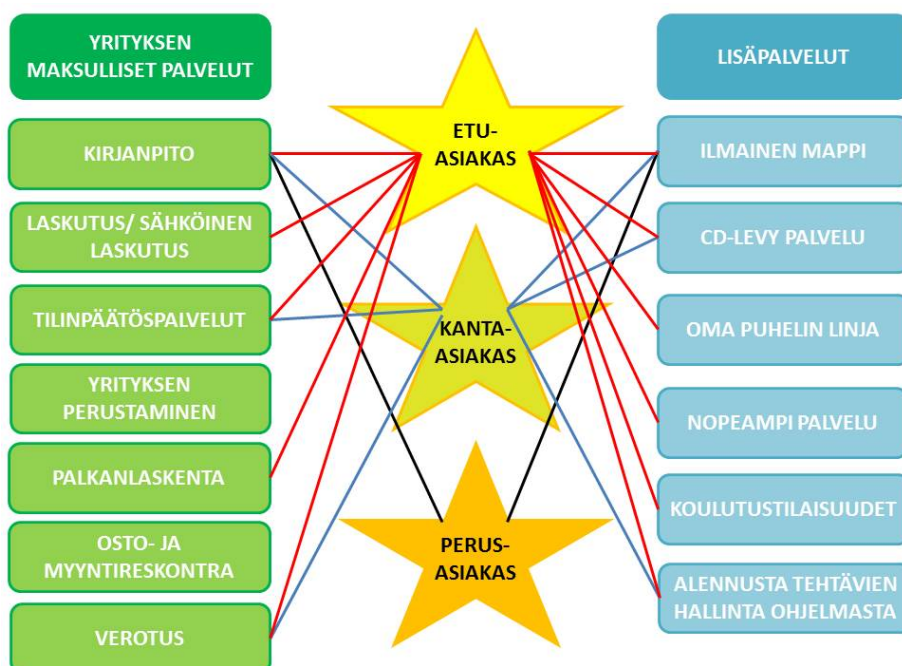 YRITYKSEN
MAKSULLISET PALVELUT
KIRJANPITO
LASKUTUS/ SÄHKÖINEN
LASKUTUS
TILINPÄÄTÖSPALVELUT
YRITYKSEN
PERUSTAMINEN
PALKANLASKENTA
OSTO- JA
MYYNTIRESKONTRA
VEROTUS
ETU-
ASIAKAS
KANTA-
ASIAKAS
PERUS-
ASIAKAS
LISÄPALVELUT
ILMAINEN MAPPI
CD-LEVY PALVELU
OMA PUHELIN LINJA
NOPEAMPI PALVELU
KOULUTUSTILAISUUDET
ALENNUSTA TEHTÄVIEN
HALLINTA OHJELMASTA